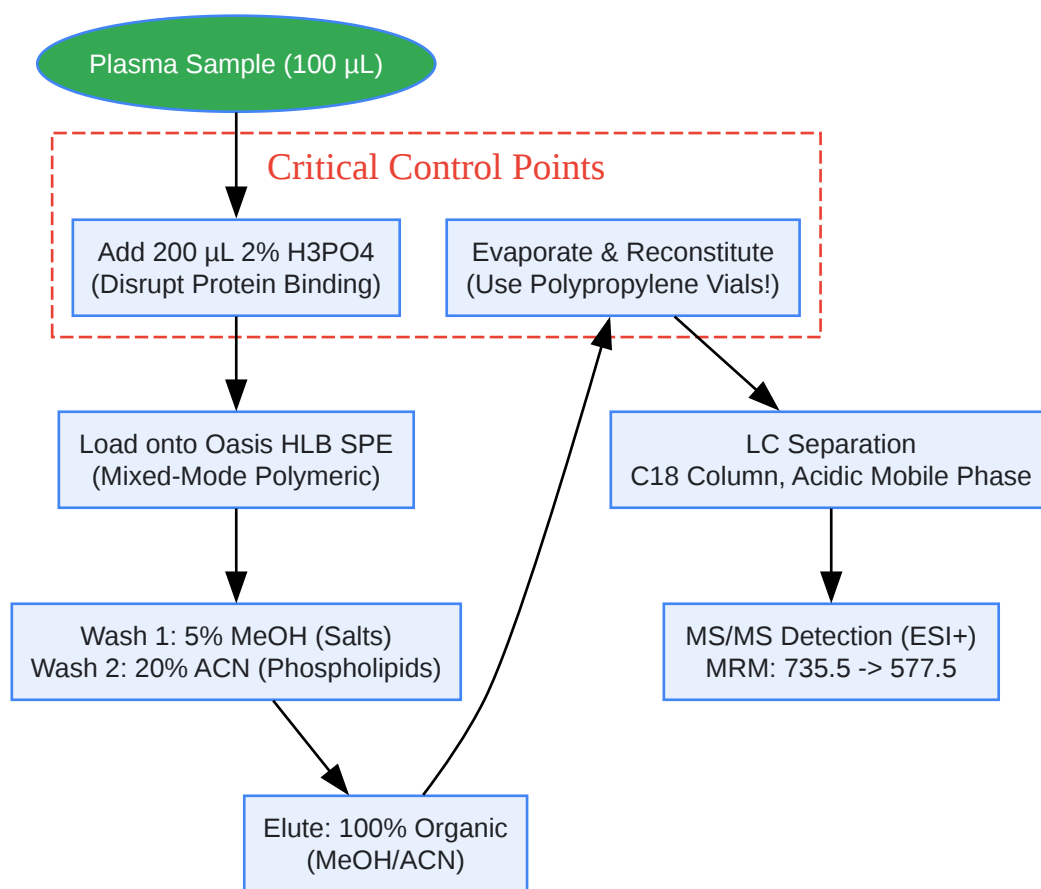 Plasma Sample (100 µL)
Critical Control Points
Add 200 µL 2% H3PO4
(Disrupt Protein Binding)
Load onto Oasis HLB SPE
(Mixed-Mode Polymeric)
Wash 1: 5% MeOH (Salts)
Wash 2: 20% ACN (Phospholipids)
Elute: 100% Organic
(MeOH/ACN)
Evaporate & Reconstitute
(Use Polypropylene Vials!)
LC Separation
C18 Column, Acidic Mobile Phase
MS/MS Detection (ESI+)
MRM: 735.5 -> 577.5